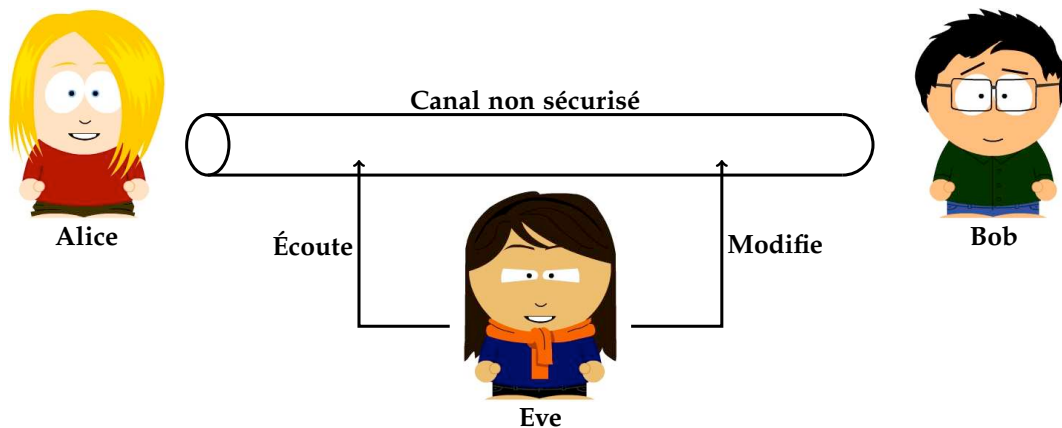 Canal non sécurisé
Alice
Bob
Écoute
Modifie
Eve